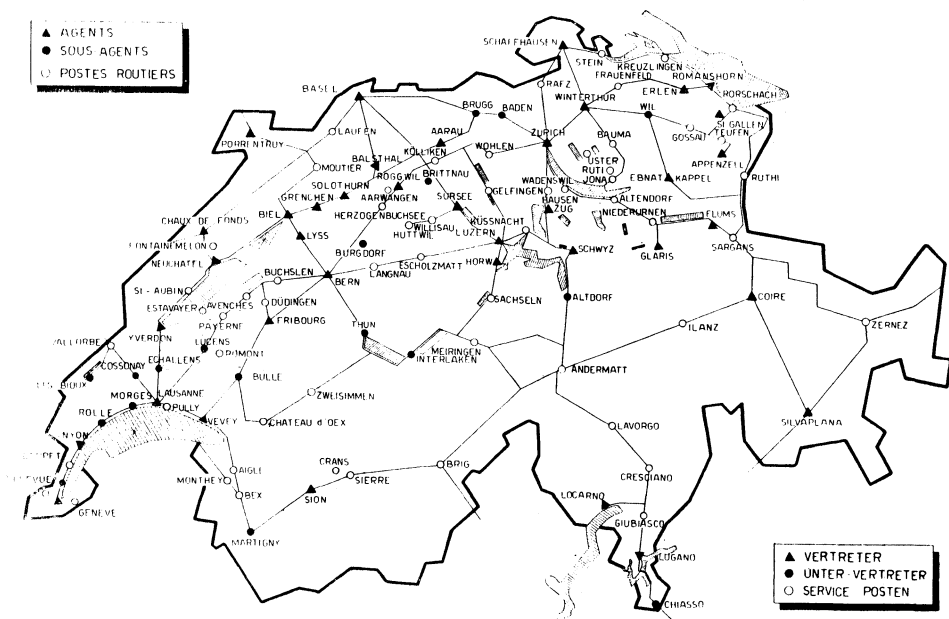 AGENTS
SOUS AGENTS
POSTES ROUTIERS
SCHAFFHAUSEN
STEIN
KREUZLINGEN
FRAUENFELD
ROMANSHORN
RAFZ
ERLEN
RORSCHACH
BASEL
WINTERTHUR
WIL
BRUGG
BADEN
ST GALLEN
LAUFEN
AARAU
ZURICH
BAUMA
GOSSAU
TEUFEN
PORRENTRUY
KÖLLIKEN
WOHLEN
BALSTHAL
USTER
APPENZELL
MOUTIER
ROGGWIL
BRITTNAU
RUTI
JONA
EBNAT
KAPPEL
RUTHI
SOLOTHURN
AARWANGEN
GELFINGEN
WADENSWIL
GRENCHEN
SURSEE
HAUSEN
ALTENDORF
BIEL
HERZOGENBUCHSEE
ZUG
NIEDERURNEN
CHAUX DE FONDS
WILLISAU
KÜSSNACHT
FLUMS
LYSS
HUTTWIL
LUZERN
FONTAINEMELON
BURGDORF
SCHWYZ
GLARIS
SARGANS
NEUCHATEL
ESCHOLZMATT
HORW
BUCHSLEN
LANGNAU
BERN
ST-AUBIN
SACHSELN
ALTDORF
COIRE
ESTAVAYER
AVENCHES
DÜDINGEN
PAYERNE
FRIBOURG
THUN
ILANZ
ZERNEZ
VALLORBE
YVERDON
LUCENS
MEIRINGEN
ECHALLENS
ROMONT
INTERLAKEN
COSSONAY
BULLE
ANDERMATT
LES BIOUX
MORGES
LAUSANNE
ZWEISIMMEN
PULLY
ROLLE
VEVEY
CHATEAU d'OEX
LAVORGO
SILVAPLANA
NYON
CRANS
BRIG
AIGLE
CRESCIANO
MONTHEY
SIERRE
BEX
SION
LOCARNO
GENEVE
GIUBIASCO
MARTIGNY
LUGANO
CHIASSO
VERTRETER
UNTER-VERTRETER
SERVICE POSTEN